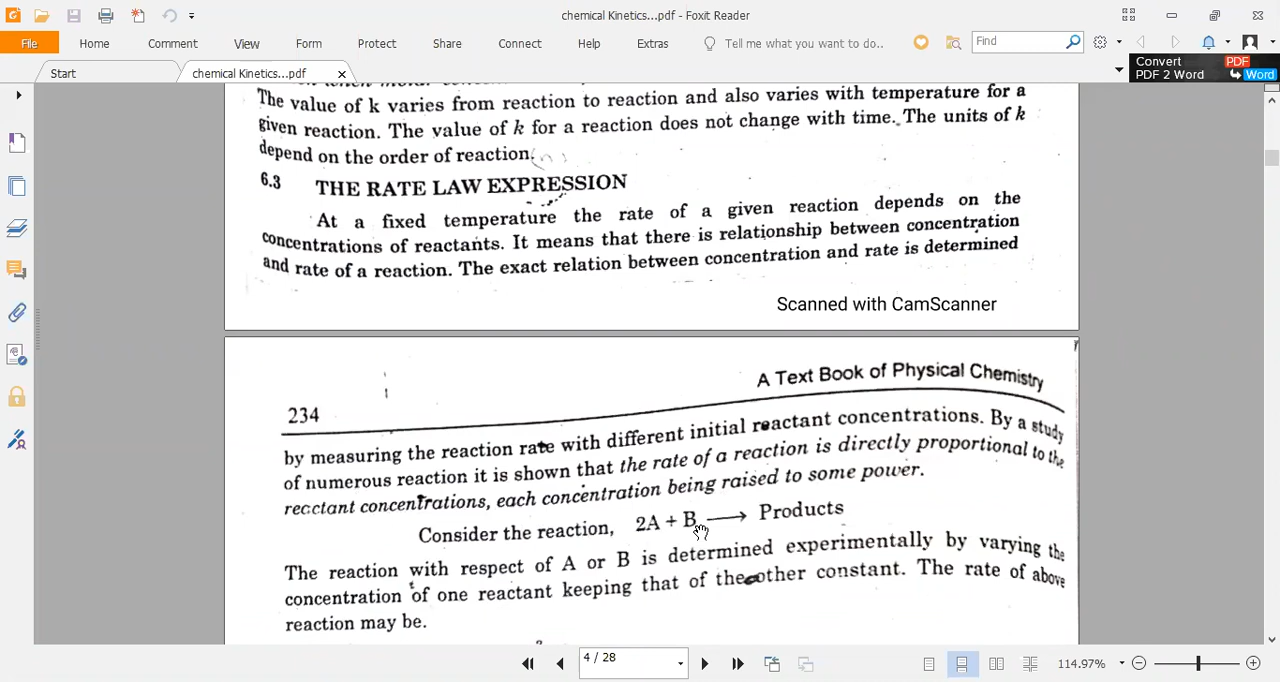 chemical Kinetics...pdf - Foxit Reader
File
Home
Comment
View
Form
Protect
Share
Connect
Help
Extras
Tell me what you want to do..
Find
Start
chemical Kinetics...pdf
Convert
PDF 2 Word
PDF
Word
The value of k varies from reaction to reaction and also varies with temperature for a
given reaction. The value of k for a reaction does not change with time. The units of k
depend on the order of reaction.
6.3 THE RATE LAW EXPRESSION
At a fixed temperature the rate of a given reaction depends on the
concentrations of reactants. It means that there is relationship between concentration
and rate of a reaction. The exact relation between concentration and rate is determined
Scanned with CamScanner
A Text Book of Physical Chemistry
234
by measuring the reaction rate with different initial reactant concentrations. By a study
of numerous reaction it is shown that the rate of a reaction is directly proportional to the
reactant concentrations, each concentration being raised to some power.
Consider the reaction, 2A + B ⟶ Products
The reaction with respect of A or B is determined experimentally by varying the
concentration of one reactant keeping that of the other constant. The rate of above
reaction may be.
4 / 28
114.97%